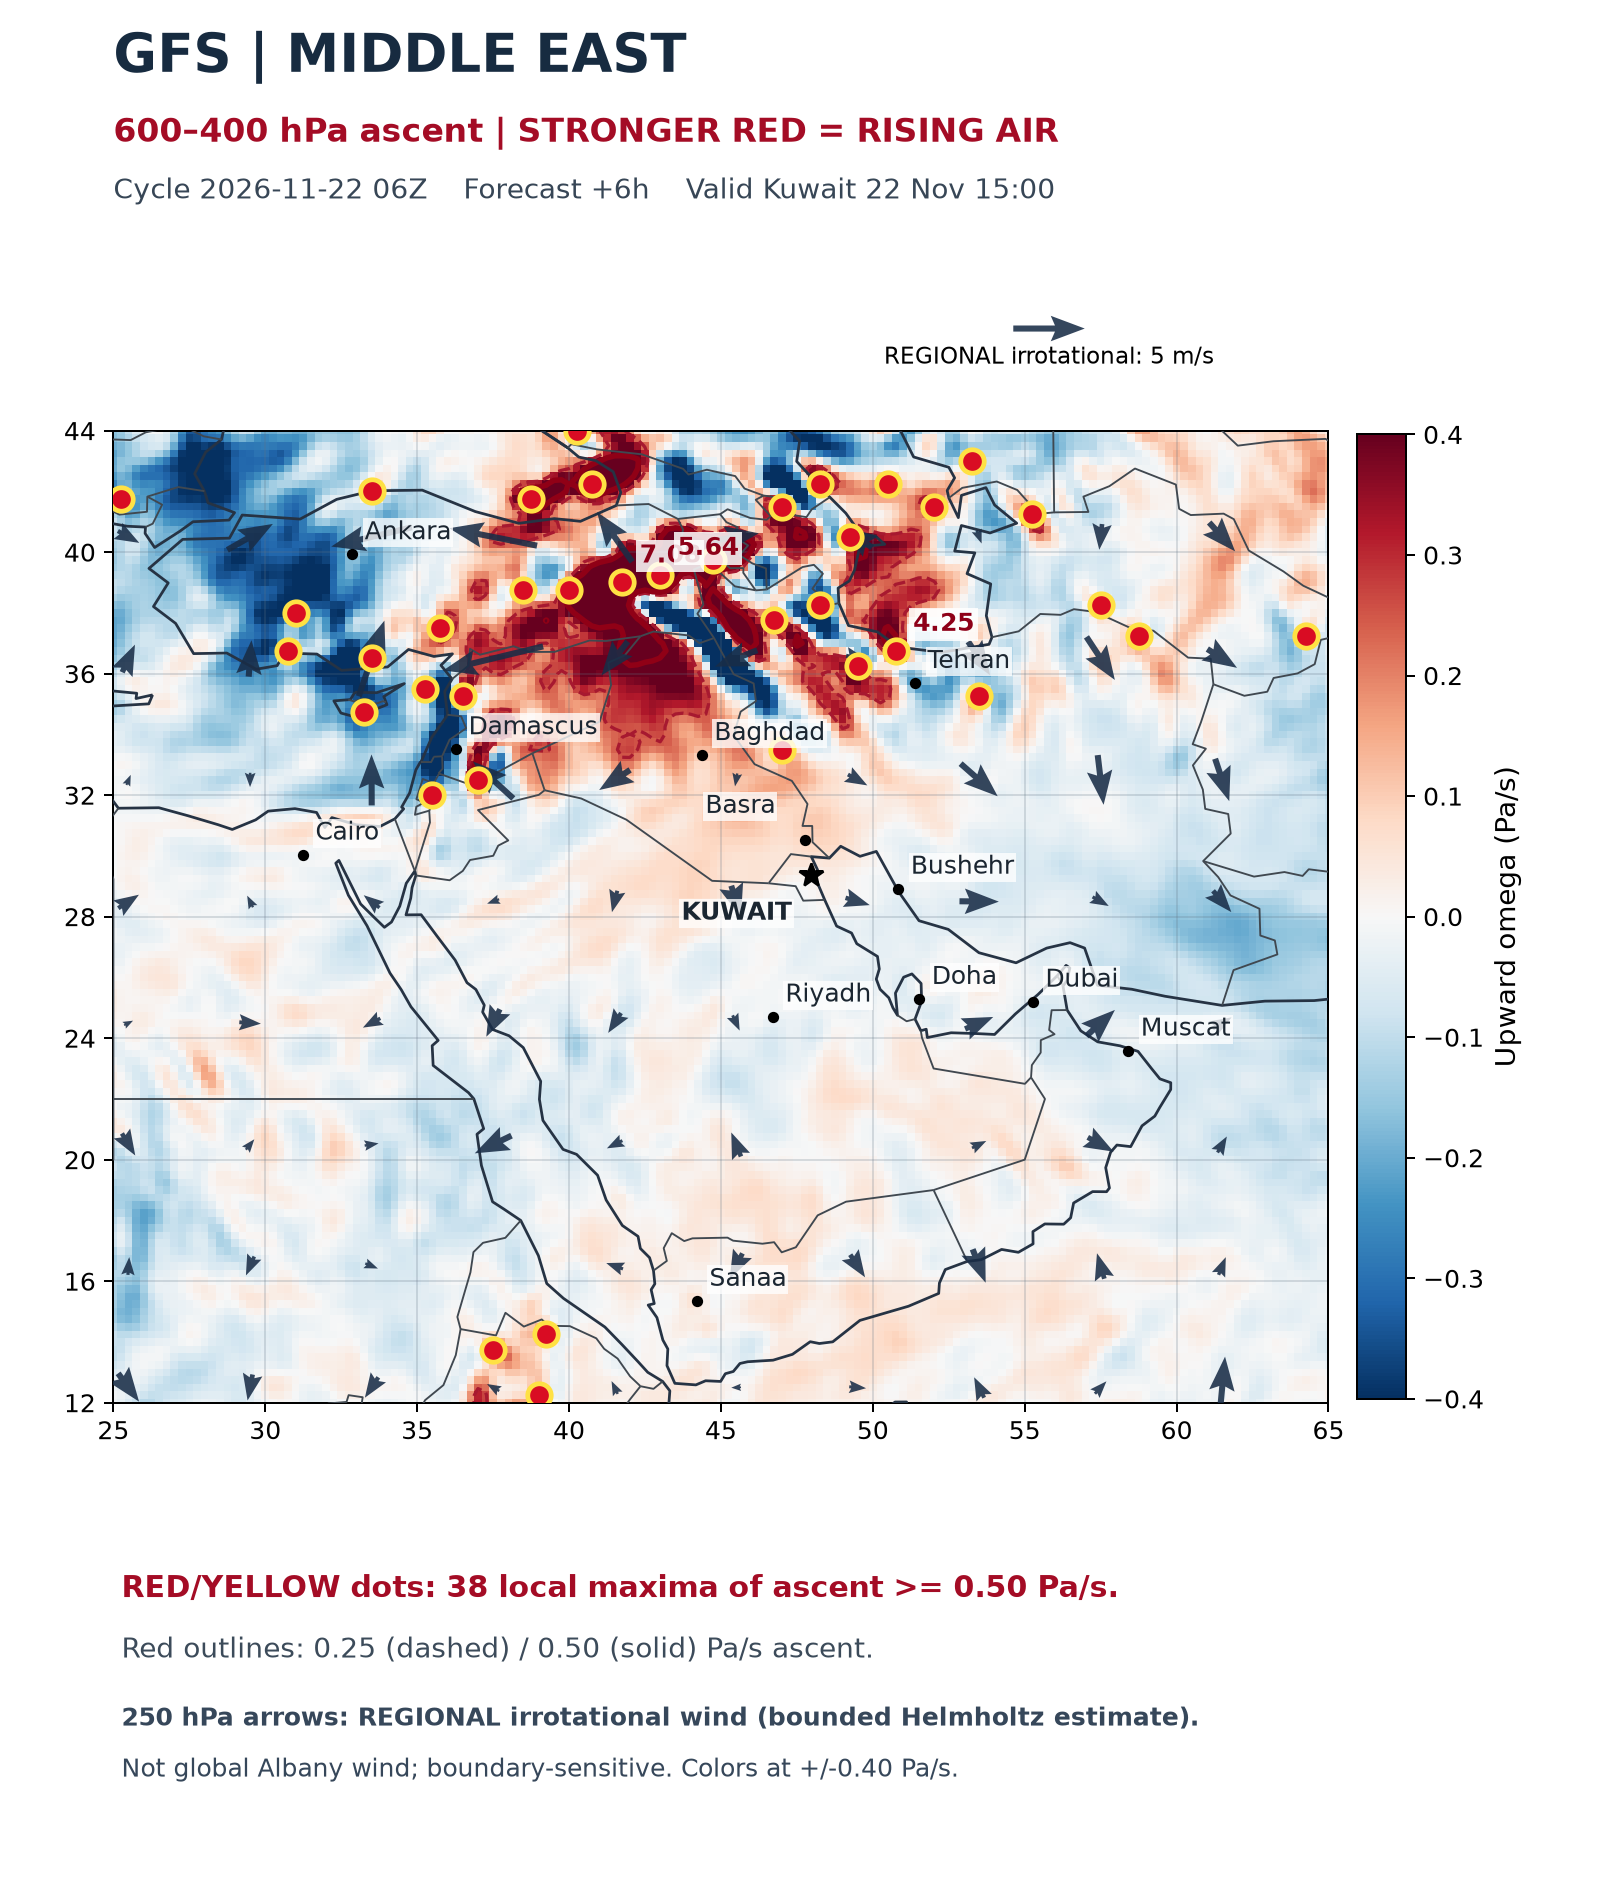 GFS | MIDDLE EAST
600–400 hPa ascent | STRONGER RED = RISING AIR
Cycle 2026-11-22 06Z    Forecast +6h    Valid Kuwait 22 Nov 15:00
REGIONAL irrotational: 5 m/s
44
40
36
32
28
24
20
16
12
25
30
35
40
45
50
55
60
65
Ankara
5.64
4.25
Tehran
Damascus
Baghdad
Basra
Cairo
Bushehr
KUWAIT
Riyadh
Doha
Dubai
Muscat
Sanaa
0.4
0.3
0.2
0.1
0.0
−0.1
−0.2
−0.3
−0.4
Upward omega (Pa/s)
RED/YELLOW dots: 38 local maxima of ascent >= 0.50 Pa/s.
Red outlines: 0.25 (dashed) / 0.50 (solid) Pa/s ascent.
250 hPa arrows: REGIONAL irrotational wind (bounded Helmholtz estimate).
Not global Albany wind; boundary-sensitive. Colors at +/-0.40 Pa/s.